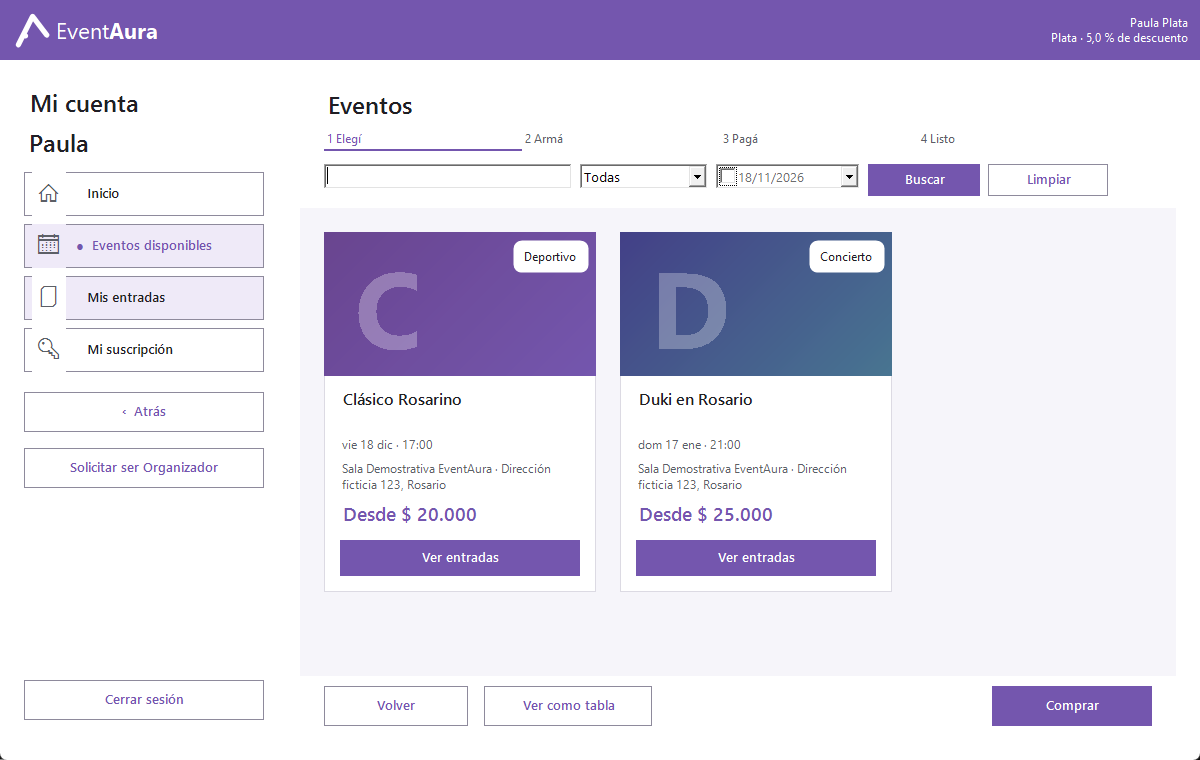 EventAura
Paula Plata
Plata · 5,0 % de descuento
Mi cuenta
Paula
Inicio
● Eventos disponibles
Mis entradas
Mi suscripción
‹ Atrás
Solicitar ser Organizador
Cerrar sesión
Eventos
1 Elegí
2 Armá
3 Pagá
4 Listo
Todas
18/11/2026
Buscar
Limpiar
C
Deportivo
Clásico Rosarino
vie 18 dic · 17:00
Sala Demostrativa EventAura · Dirección
ficticia 123, Rosario
Desde $ 20.000
Ver entradas
D
Concierto
Duki en Rosario
dom 17 ene · 21:00
Sala Demostrativa EventAura · Dirección
ficticia 123, Rosario
Desde $ 25.000
Ver entradas
Volver
Ver como tabla
Comprar